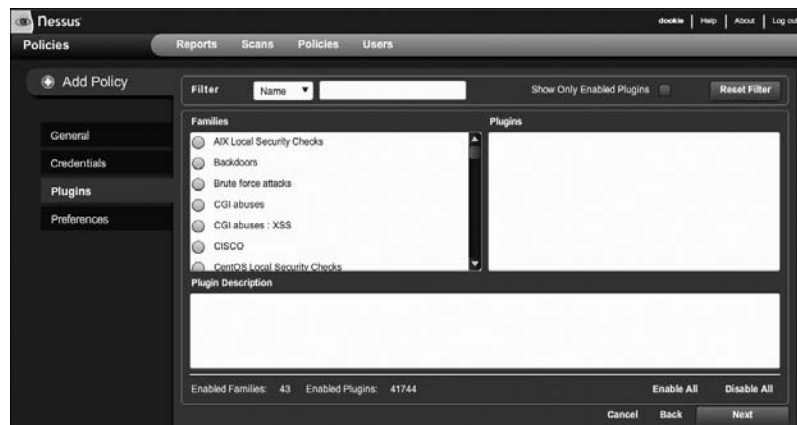 Nessus
dookie | Help | About | Log out
Policies
Reports Scans Policies Users
Add Policy
Filter Name Show Only Enabled Plugins Reset Filter
General
Credentials
Plugins
Preferences
Families
AIX Local Security Checks
Backdoors
Brute force attacks
CGI abuses
CGI abuses : XSS
CISCO
CentOS Local Security Checks
Plugins
Plugin Description
Enabled Families: 43 Enabled Plugins: 41744 Enable All Disable All
Cancel Back Next